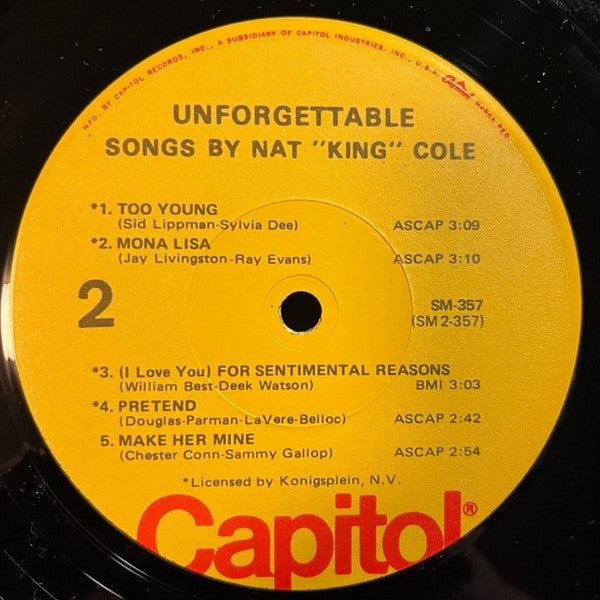 MFD. BY CAPITOL RECORDS, INC., A SUBSIDIARY OF CAPITOL INDUSTRIES, INC., U.S.A.
MARCA REG.
UNFORGETTABLE
SONGS BY NAT "KING" COLE
*1. TOO YOUNG
(Sid Lippman-Sylvia Dee) ASCAP 3:09
*2. MONA LISA
(Jay Livingston-Ray Evans) ASCAP 3:10
2
SM-357
(SM2-357)
*3. (I Love You) FOR SENTIMENTAL REASONS
(William Best-Deek Watson) BMI 3:03
*4. PRETEND
(Douglas-Parman-LaVere-Belloc) ASCAP 2:42
5. MAKE HER MINE
(Chester Conn-Sammy Gallop) ASCAP 2:54
*Licensed by Konigsplein, N.V.
Capitol®